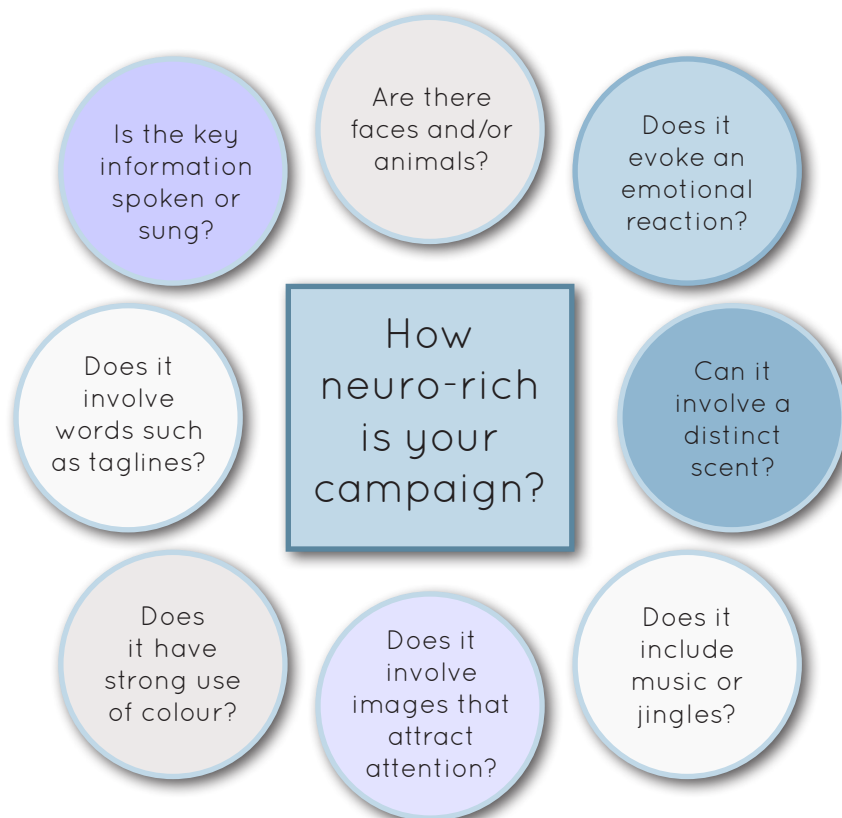 How
neuro-rich
is your
campaign?
Are there
faces and/or
animals?
Does it
evoke an
emotional
reaction?
Can it
involve a
distinct
scent?
Does it
include
music or
jingles?
Does it
involve
images that
attract
attention?
Does
it have
strong use
of colour?
Does it
involve
words such
as taglines?
Is the key
information
spoken or
sung?